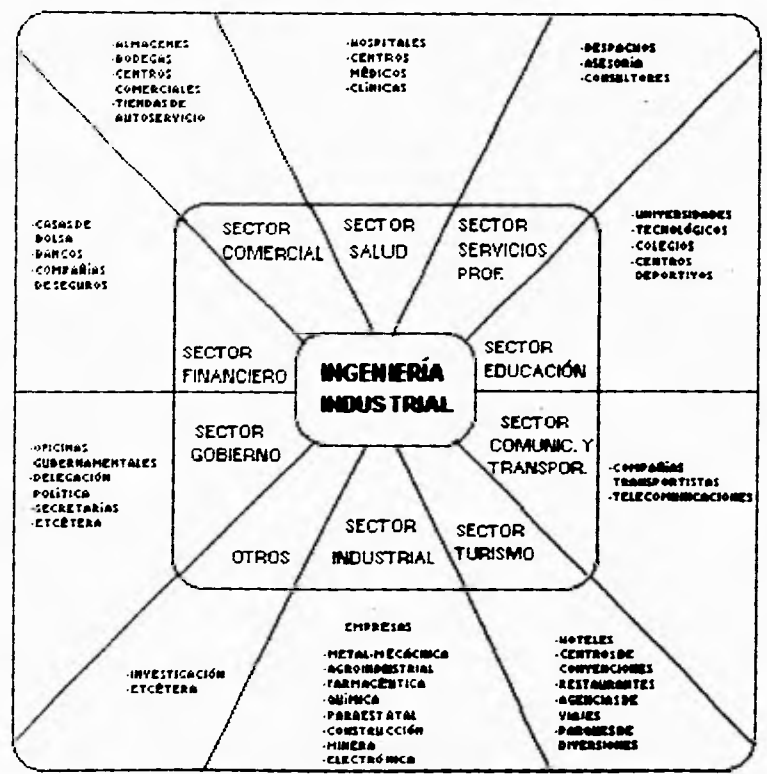 -ALMACENES
-BODEGAS
-CENTROS
COMERCIALES
-TIENDAS DE
AUTOSERVICIO
-HOSPITALES
-CENTROS
MÉDICOS
-CLÍNICAS
-DESPACHOS
-ASESORÍA
-CONSULTORES
-CASAS DE
BOLSA
-BANCOS
-COMPAÑÍAS
DE SEGUROS
SECTOR
COMERCIAL
SECTOR
SALUD
SECTOR
SERVICIOS
PROF.
-UNIVERSIDADES
-TECNOLÓGICOS
-COLEGIOS
-CENTROS
DEPORTIVOS
SECTOR
FINANCIERO
INGENIERÍA
INDUSTRIAL
SECTOR
EDUCACIÓN
SECTOR
GOBIERNO
SECTOR
COMUNIC. Y
TRANSPOR.
-OFICINAS
GUBERNAMENTALES
-DELEGACIÓN
POLÍTICA
-SECRETARÍAS
-ETCÉTERA
-COMPAÑÍAS
TRANSPORTISTAS
-TELECOMUNICACIONES
OTROS
SECTOR
INDUSTRIAL
SECTOR
TURISMO
-INVESTIGACIÓN
-ETCÉTERA
EMPRESAS
-METAL-MECÁCINICA
-AGROINDUSTRIAL
-FARMACÉUTICA
-QUÍMICA
-PARAESTATAL
-CONSTRUCCIÓN
-MINERA
-ELECTRÓNICA
-HOTELES
-CENTROS DE
CONVENCIONES
-RESTAURANTES
-AGENCIAS DE
VIAJES
-PARQUES DE
DIVERSIONES